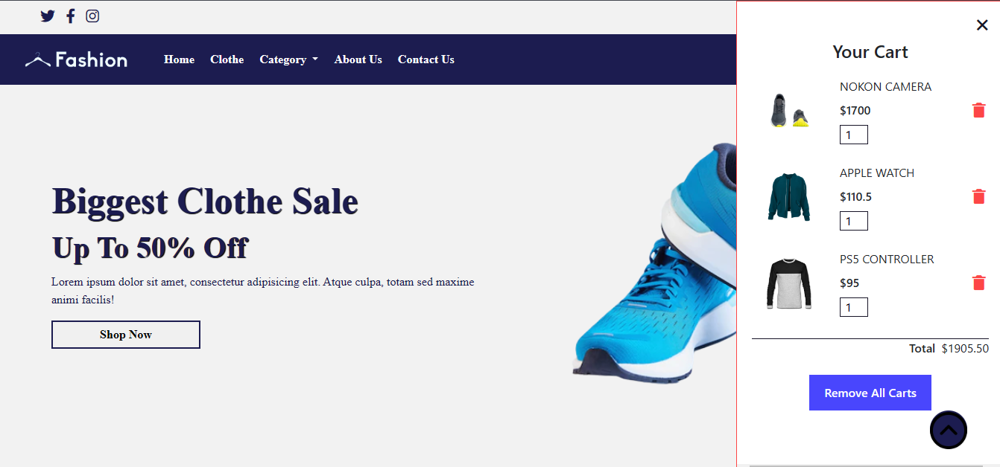 Fashion
Home Clothe Category About Us Contact Us
Biggest Clothe Sale
Up To 50% Off
Lorem ipsum dolor sit amet, consectetur adipisicing elit. Atque culpa, totam sed maxime
animi facilis!
Shop Now
Your Cart
NOKON CAMERA
$1700
1
APPLE WATCH
$110.5
1
PS5 CONTROLLER
$95
1
Total $1905.50
Remove All Carts